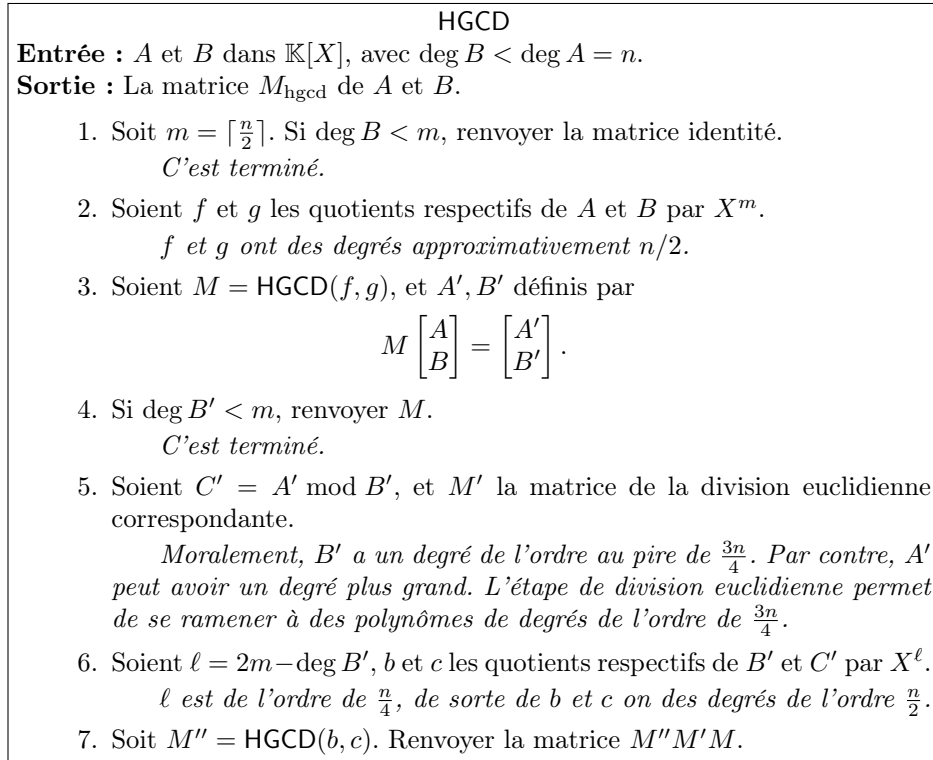 HGCD
Entrée : A et B dans 𝕂[X], avec deg B < deg A = n.
Sortie : La matrice M_hgcd de A et B.
1. Soit m = ⌈n/2⌉. Si deg B < m, renvoyer la matrice identité.
C'est terminé.
2. Soient f et g les quotients respectifs de A et B par X^m.
f et g ont des degrés approximativement n/2.
3. Soient M = HGCD(f, g), et A′, B′ définis par
M [A B] = [A′ B′].
4. Si deg B′ < m, renvoyer M.
C'est terminé.
5. Soient C′ = A′ mod B′, et M′ la matrice de la division euclidienne
correspondante.
Moralement, B′ a un degré de l'ordre au pire de 3n/4. Par contre, A′
peut avoir un degré plus grand. L'étape de division euclidienne permet
de se ramener à des polynômes de degrés de l'ordre de 3n/4.
6. Soient ℓ = 2m−deg B′, b et c les quotients respectifs de B′ et C′ par X^ℓ.
ℓ est de l'ordre de n/4, de sorte de b et c on des degrés de l'ordre n/2.
7. Soit M″ = HGCD(b, c). Renvoyer la matrice M″M′M.